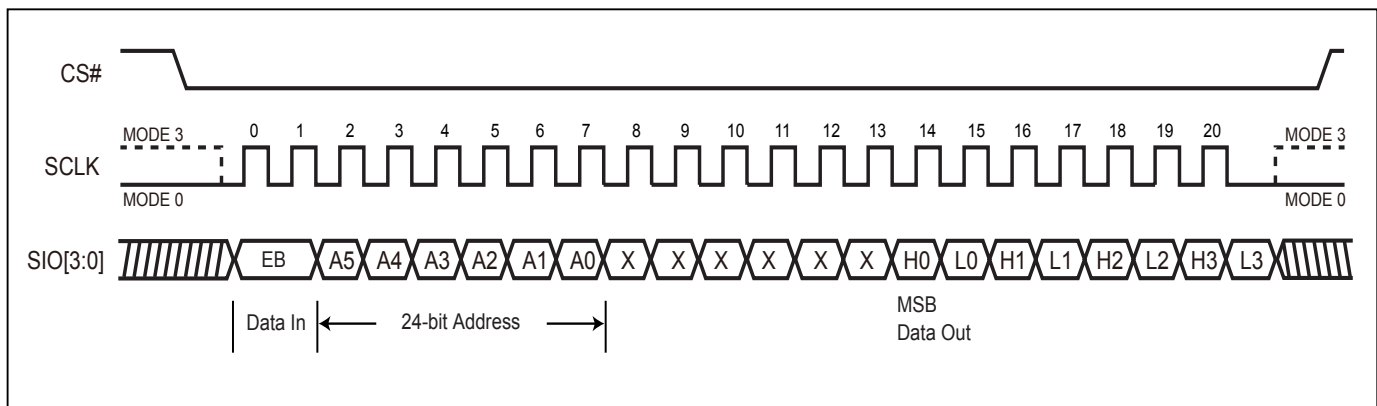 CS#
MODE 3 0 1 2 3 4 5 6 7 8 9 10 11 12 13 14 15 16 17 18 19 20 MODE 3
SCLK
MODE 0 MODE 0
SIO[3:0] EB A5 A4 A3 A2 A1 A0 X X X X X X H0 L0 H1 L1 H2 L2 H3 L3
Data In 24-bit Address MSB
Data Out